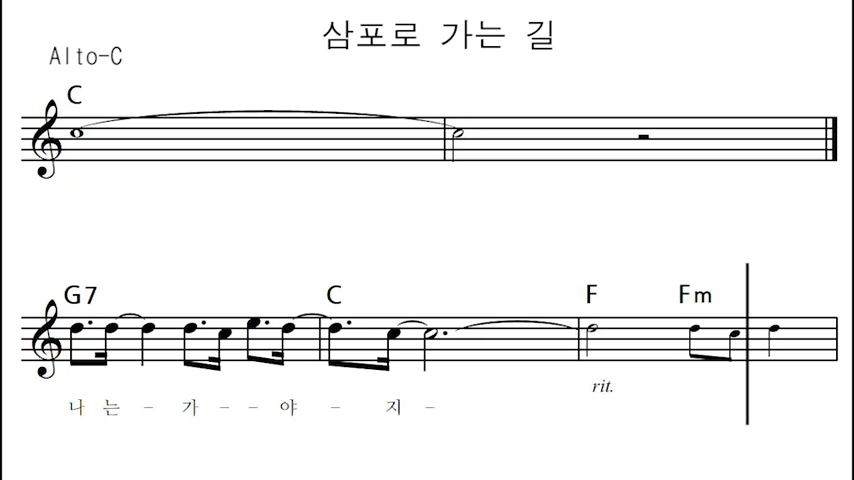 삼포로 가는 길
Alto-C
C
G7 C F Fm
rit.
나 는 - 가 - - 야 - 지 -